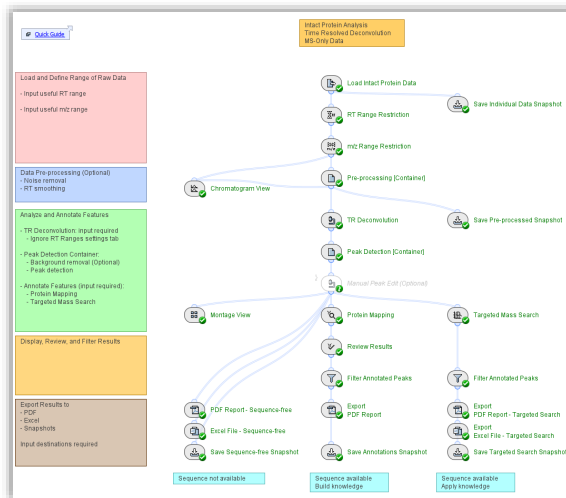 Intact Protein Analysis
Time Resolved Deconvolution
MS-Only Data
Quick Guide
Load and Define Range of Raw Data
- Input useful RT range
- Input useful m/z range
Load Intact Protein Data
Save Individual Data Snapshot
RT Range Restriction
m/z Range Restriction
Data Pre-processing (Optional)
- Noise removal
- RT smoothing
Pre-processing [Container]
Chromatogram View
Analyze and Annotate Features
- TR Deconvolution: input required
- Ignore RT Ranges settings tab
- Peak Detection Container:
- Background removal (Optional)
- Peak detection
- Annotate Features (input required):
- Protein Mapping
- Targeted Mass Search
TR Deconvolution
Save Pre-processed Snapshot
Peak Detection [Container]
Manual Peak Edit (Optional)
Montage View
Protein Mapping
Targeted Mass Search
Display, Review, and Filter Results
Review Results
Filter Annotated Peaks
Filter Annotated Peaks
Export Results to
- PDF
- Excel
- Snapshots
Input destinations required
PDF Report - Sequence-free
Export
PDF Report
Export
PDF Report - Targeted Search
Excel File - Sequence-free
Export
Excel File - Targeted Search
Save Sequence-free Snapshot
Save Annotations Snapshot
Save Targeted Search Snapshot
Sequence not available
Sequence available
Build knowledge
Sequence available
Apply knowledge